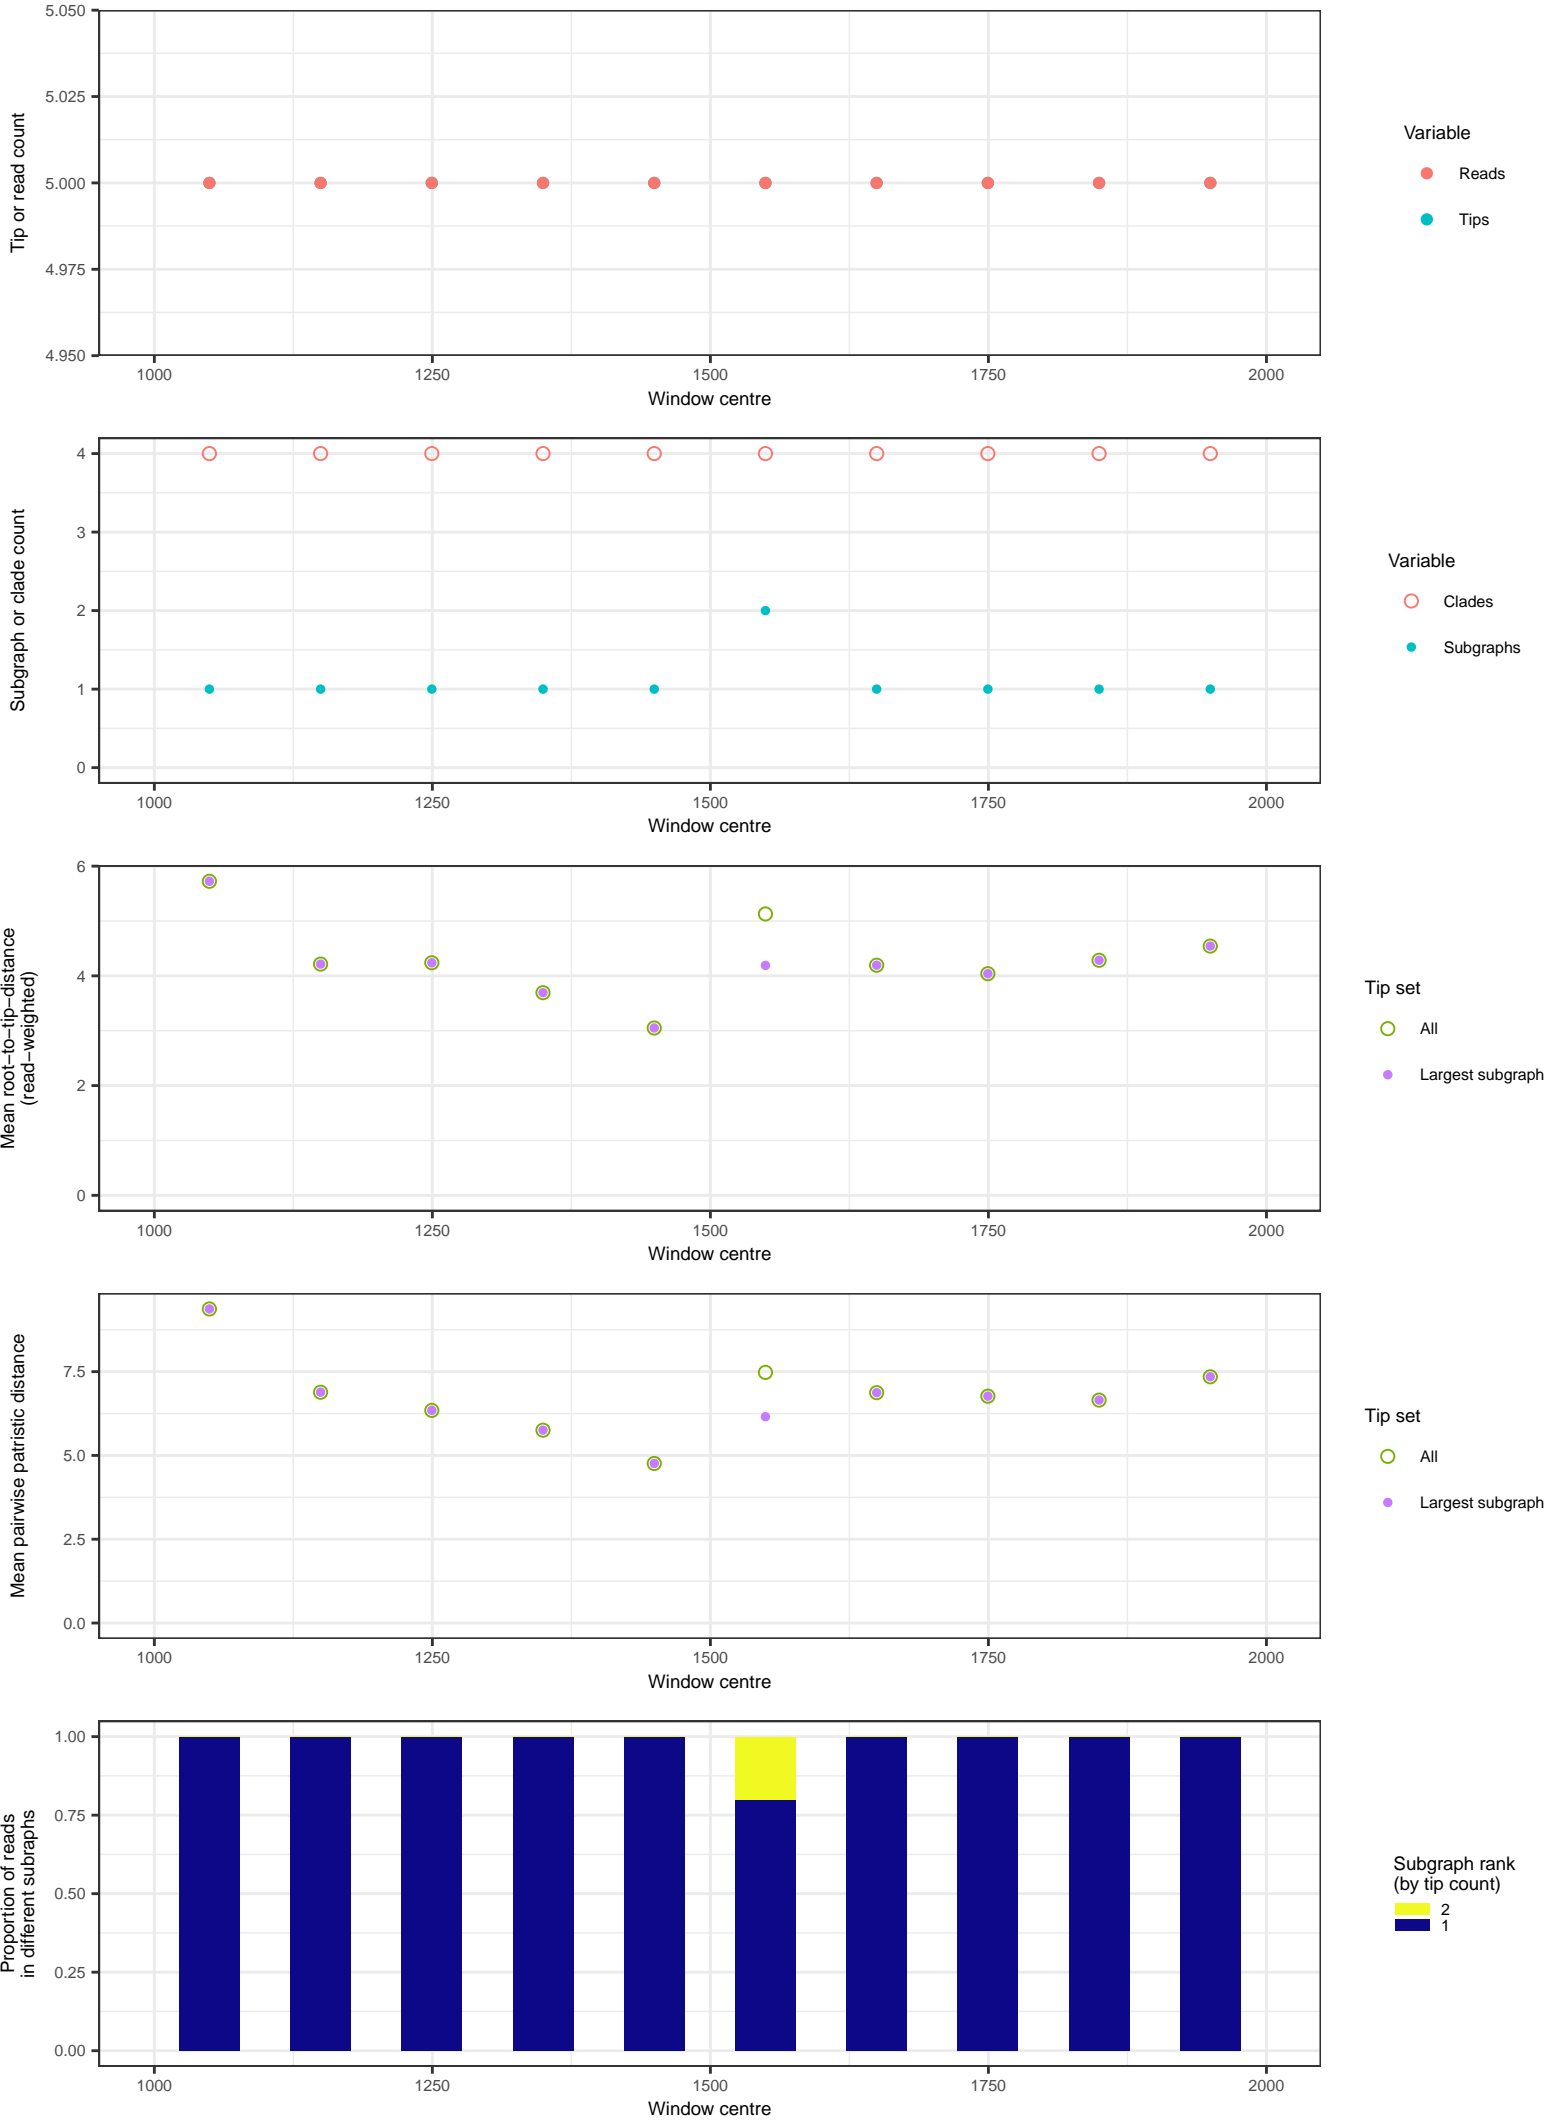 5.050
5.025
5.000
4.975
4.950
Tip or read count
1000 1250 1500 1750 2000
Window centre
Variable
Reads
Tips
4
3
2
1
0
Subgraph or clade count
1000 1250 1500 1750 2000
Window centre
Variable
Clades
Subgraphs
6
4
2
0
Mean root−to−tip−distance
(read−weighted)
1000 1250 1500 1750 2000
Window centre
Tip set
All
Largest subgraph
7.5
5.0
2.5
0.0
Mean pairwise patristic distance
1000 1250 1500 1750 2000
Window centre
Tip set
All
Largest subgraph
1.00
0.75
0.50
0.25
0.00
Proportion of reads
in different subraphs
1000 1250 1500 1750 2000
Window centre
Subgraph rank
(by tip count)
2
1